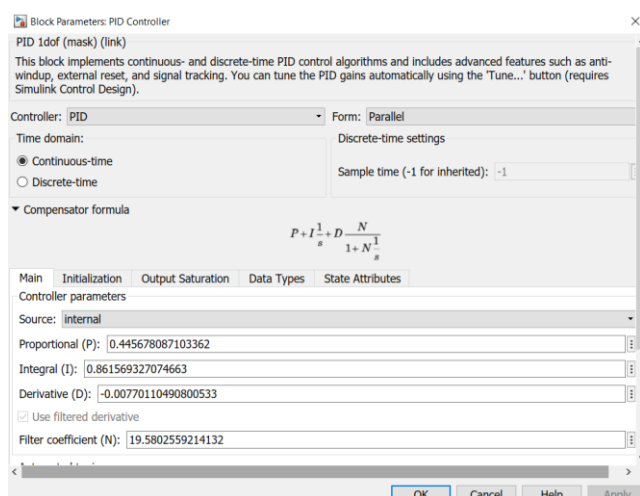 Block Parameters: PID Controller
PID 1dof (mask) (link)
This block implements continuous- and discrete-time PID control algorithms and includes advanced features such as anti-
windup, external reset, and signal tracking. You can tune the PID gains automatically using the 'Tune...' button (requires
Simulink Control Design).
Controller: PID Form: Parallel
Time domain: Discrete-time settings
Continuous-time
Sample time (-1 for inherited): -1
Discrete-time
Compensator formula
P+I 1/s +D N/(1+N 1/s)
Main Initialization Output Saturation Data Types State Attributes
Controller parameters
Source: internal
Proportional (P): 0.445678087103362
Integral (I): 0.861569327074663
Derivative (D): -0.00770110490800533
Use filtered derivative
Filter coefficient (N): 19.5802559214132
OK Cancel Help Apply